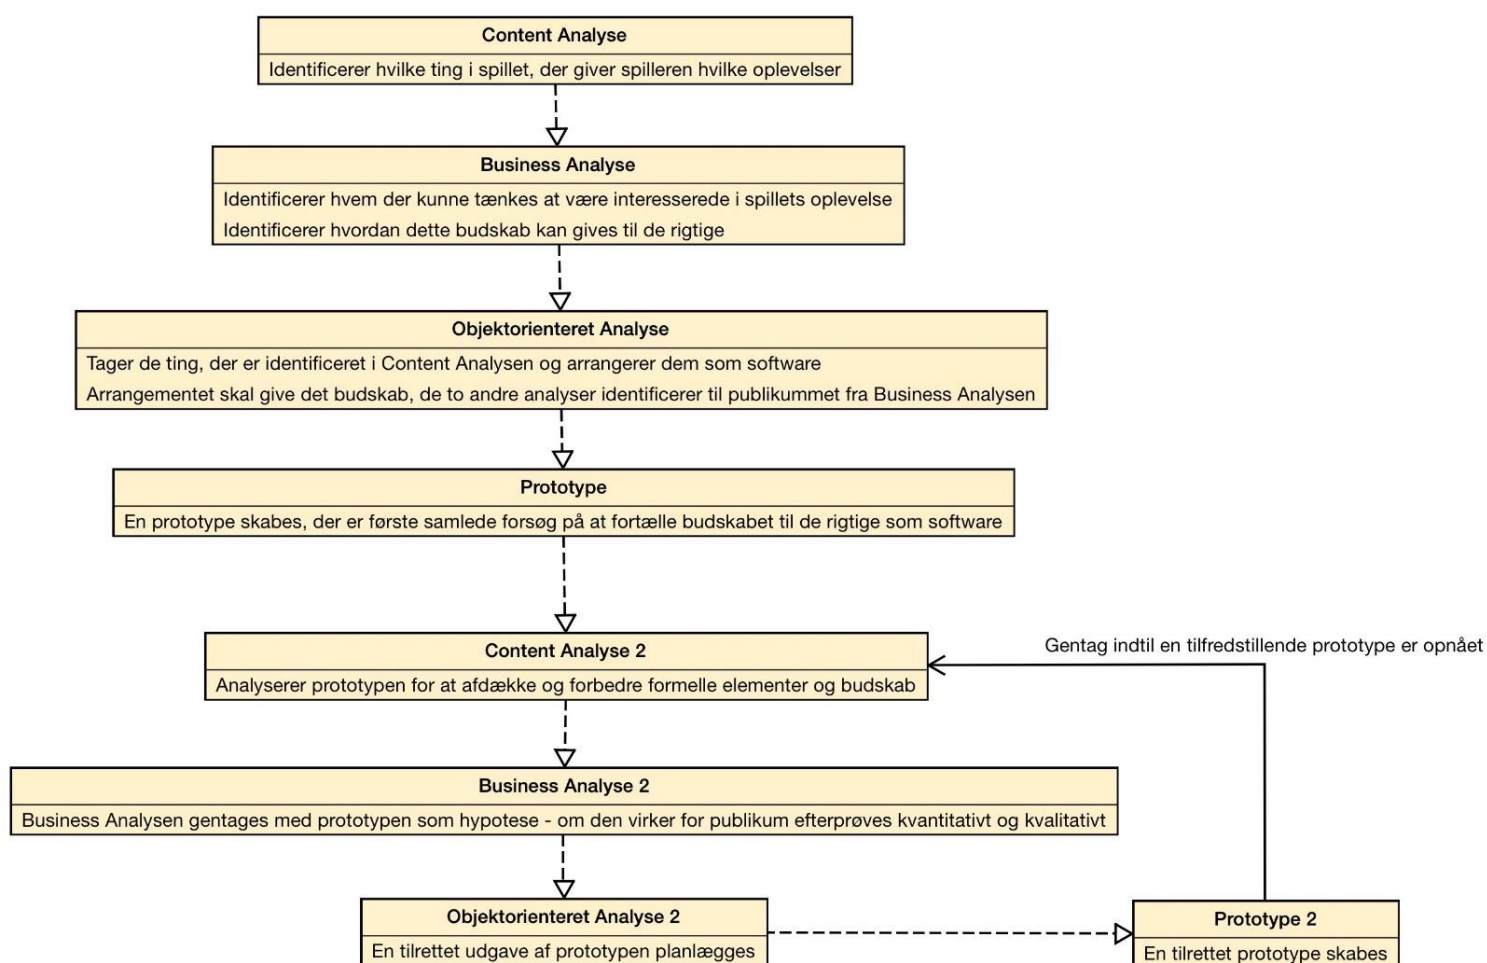 Content Analyse
Identificerer hvilke ting i spillet, der giver spilleren hvilke oplevelser
Business Analyse
Identificerer hvem der kunne tænkes at være interesserede i spillets oplevelse
Identificerer hvordan dette budskab kan gives til de rigtige
Objektorienteret Analyse
Tager de ting, der er identificeret i Content Analysen og arrangerer dem som software
Arrangementet skal give det budskab, de to andre analyser identificerer til publikummet fra Business Analysen
Prototype
En prototype skabes, der er første samlede forsøg på at fortælle budskabet til de rigtige som software
Gentag indtil en tilfredstillende prototype er opnået
Content Analyse 2
Analyserer prototypen for at afdække og forbedre formelle elementer og budskab
Business Analyse 2
Business Analysen gentages med prototypen som hypotese - om den virker for publikum efterprøves kvantitativt og kvalitativt
Objektorienteret Analyse 2
En tilrettet udgave af prototypen planlægges
Prototype 2
En tilrettet prototype skabes